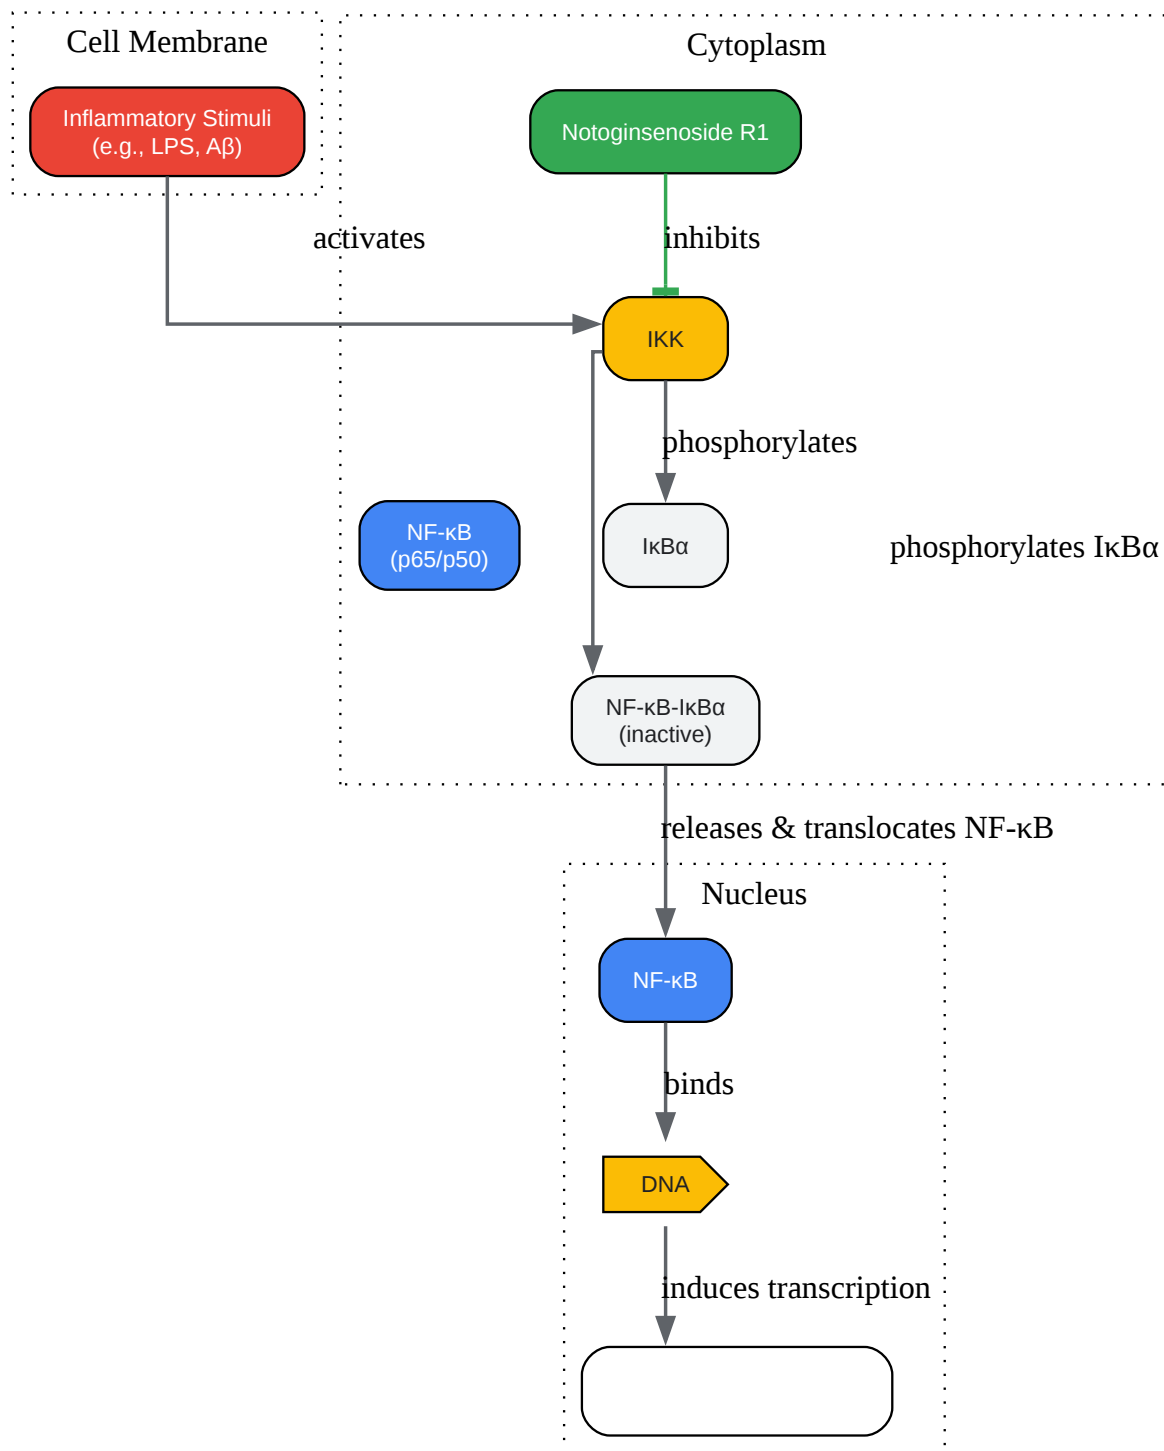 Cell Membrane
Cytoplasm
Inflammatory Stimuli
(e.g., LPS, Aβ)
Notoginsenoside R1
activates
inhibits
IKK
phosphorylates
NF-κB
(p65/p50)
IκBα
phosphorylates IκBα
NF-κB-IκBα
(inactive)
releases & translocates NF-κB
Nucleus
NF-κB
binds
DNA
induces transcription